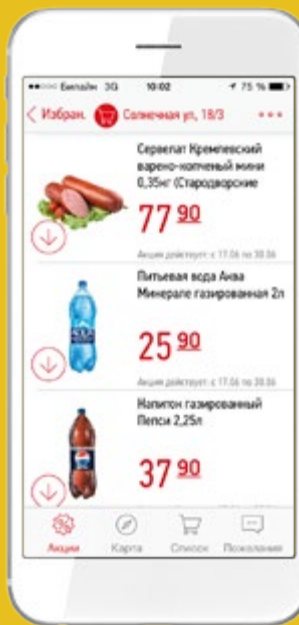 Билайн 3G 10:02 75 %
Избран. Солнечная ул, 18/3
Сервелат Кремлевский
варено-копченый мини
0,35кг (Стародворские
77 90
Акция действует: с 17.06 по 30.06
Питьевая вода Аква
Минерале газированная 2л
25 90
Акция действует: с 17.06 по 30.06
Напиток газированный
Пепси 2,25л
37 90
Акции Карта Список Пожелания